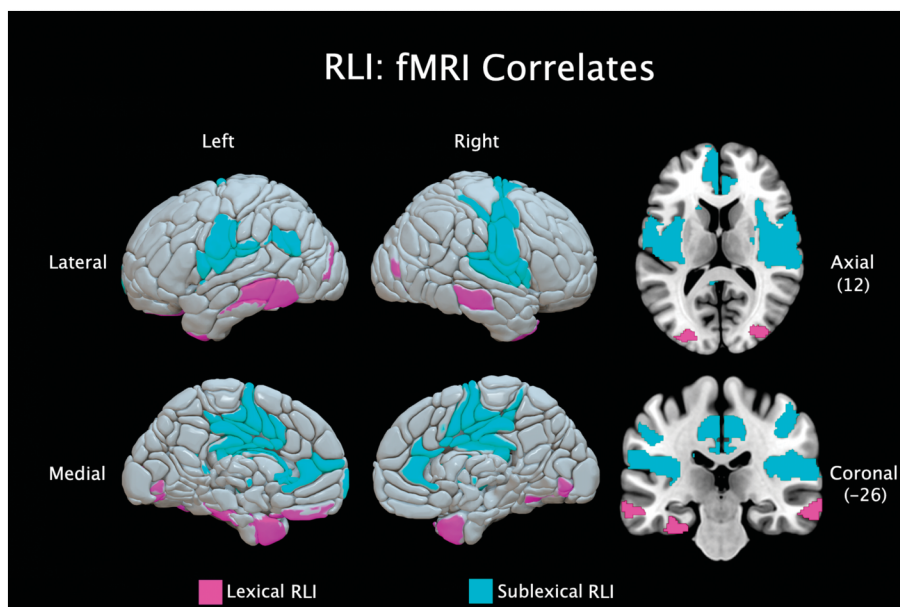 RLI: fMRI Correlates
Left
Right
Lateral
Axial
(12)
Medial
Coronal
(-26)
Lexical RLI
Sublexical RLI